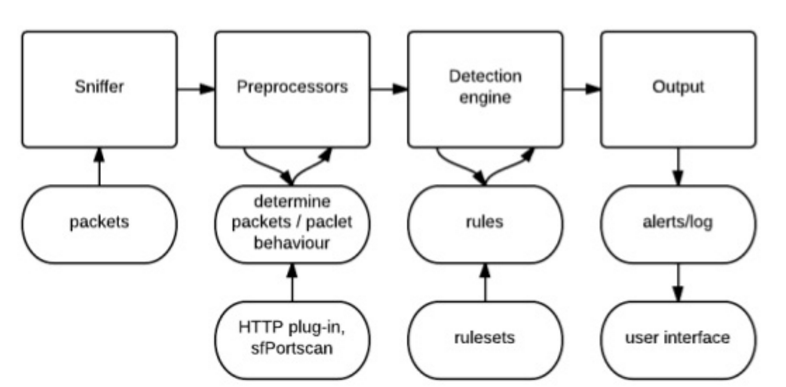 Sniffer
Preprocessors
Detection
engine
Output
packets
determine
packets / paclet
behaviour
rules
alerts/log
HTTP plug-in,
sfPortscan
rulesets
user interface